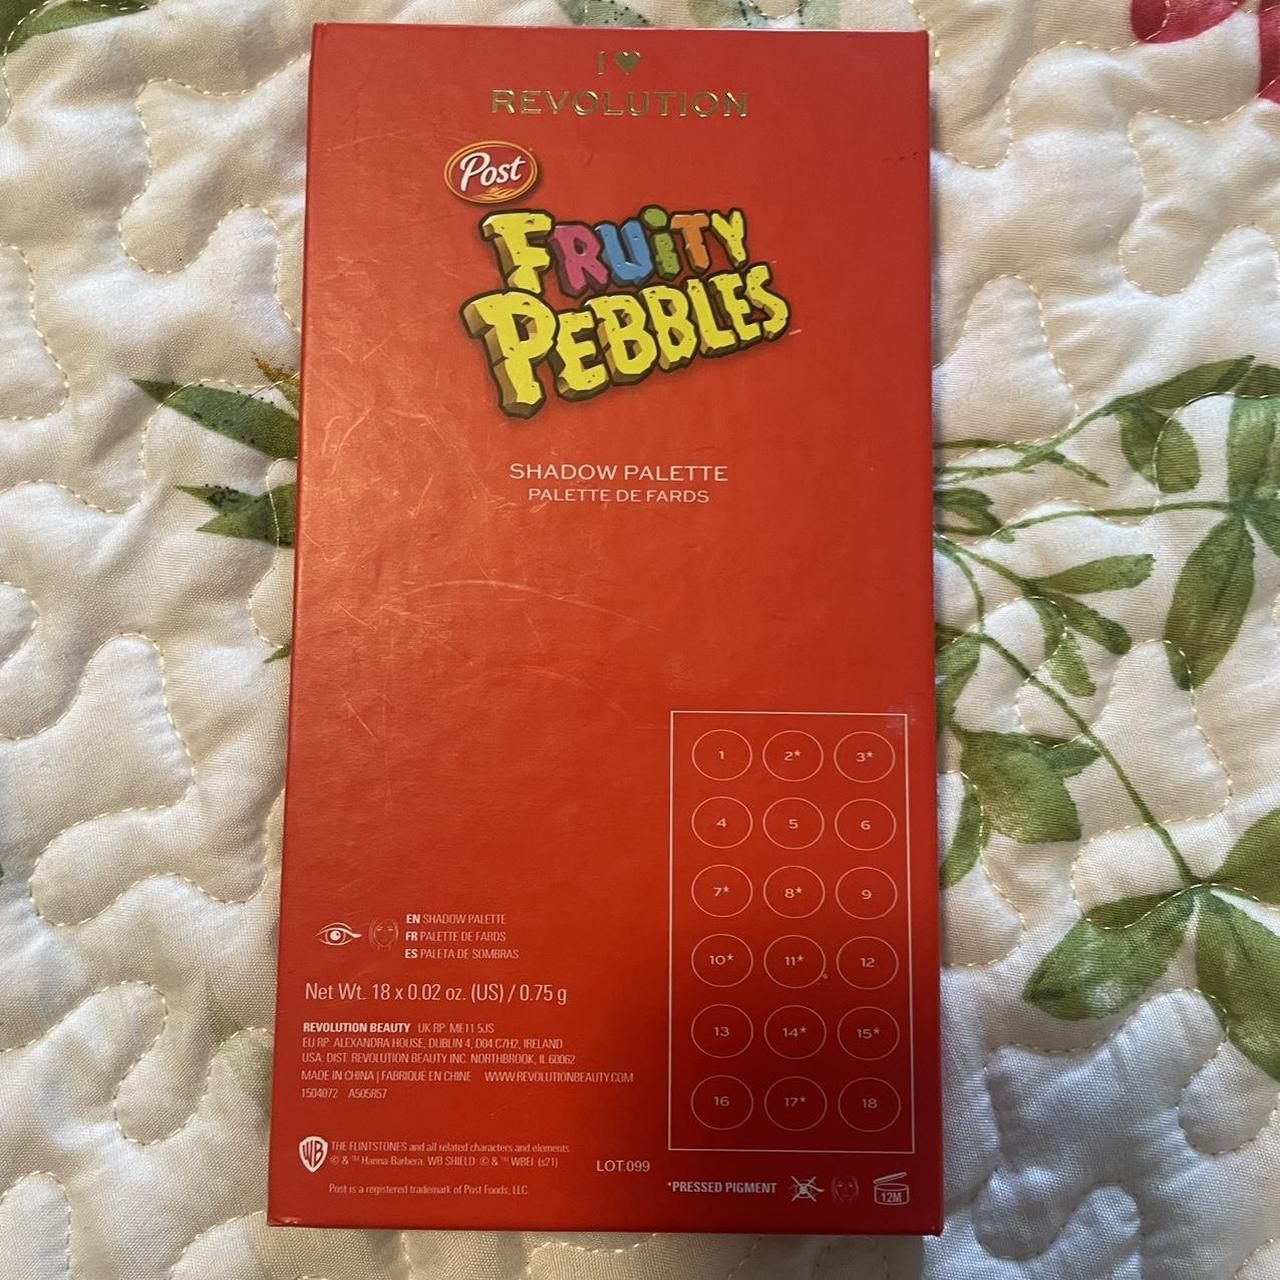 I ♥
REVOLUTION
Post
FRUiTY
PEBBLES
SHADOW PALETTE
PALETTE DE FARDS
1 2* 3*
4 5 6
7* 8* 9
10* 11* 12
13 14* 15*
16 17* 18
EN SHADOW PALETTE
FR PALETTE DE FARDS
ES PALETA DE SOMBRAS
Net Wt. 18 x 0.02 oz. (US) / 0.75 g
REVOLUTION BEAUTY UK RP: ME11 5JS
EU RP: ALEXANDRA HOUSE, DUBLIN 4, D04 C7H2, IRELAND
USA: DIST. REVOLUTION BEAUTY INC. NORTHBROOK, IL 60062
MADE IN CHINA | FABRIQUÉ EN CHINE WWW.REVOLUTIONBEAUTY.COM
1504072 A505857
WB
THE FLINTSTONES and all related characters and elements
© & ™ Hanna-Barbera. WB SHIELD: © & ™ WBEI. (s21)
Post is a registered trademark of Post Foods, LLC.
LOT:099
*PRESSED PIGMENT
12M